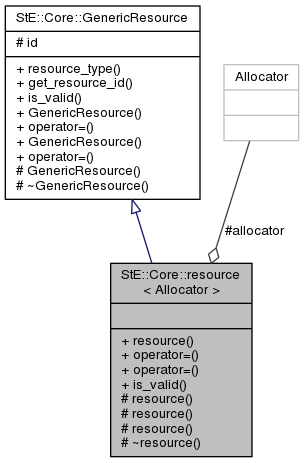 StE::Core::GenericResource
# id
+ resource_type()
+ get_resource_id()
+ is_valid()
+ GenericResource()
+ operator=()
+ GenericResource()
+ operator=()
# GenericResource()
# ~GenericResource()
Allocator
#allocator
StE::Core::resource
< Allocator >
+ resource()
+ operator=()
+ operator=()
+ is_valid()
# resource()
# resource()
# resource()
# ~resource()